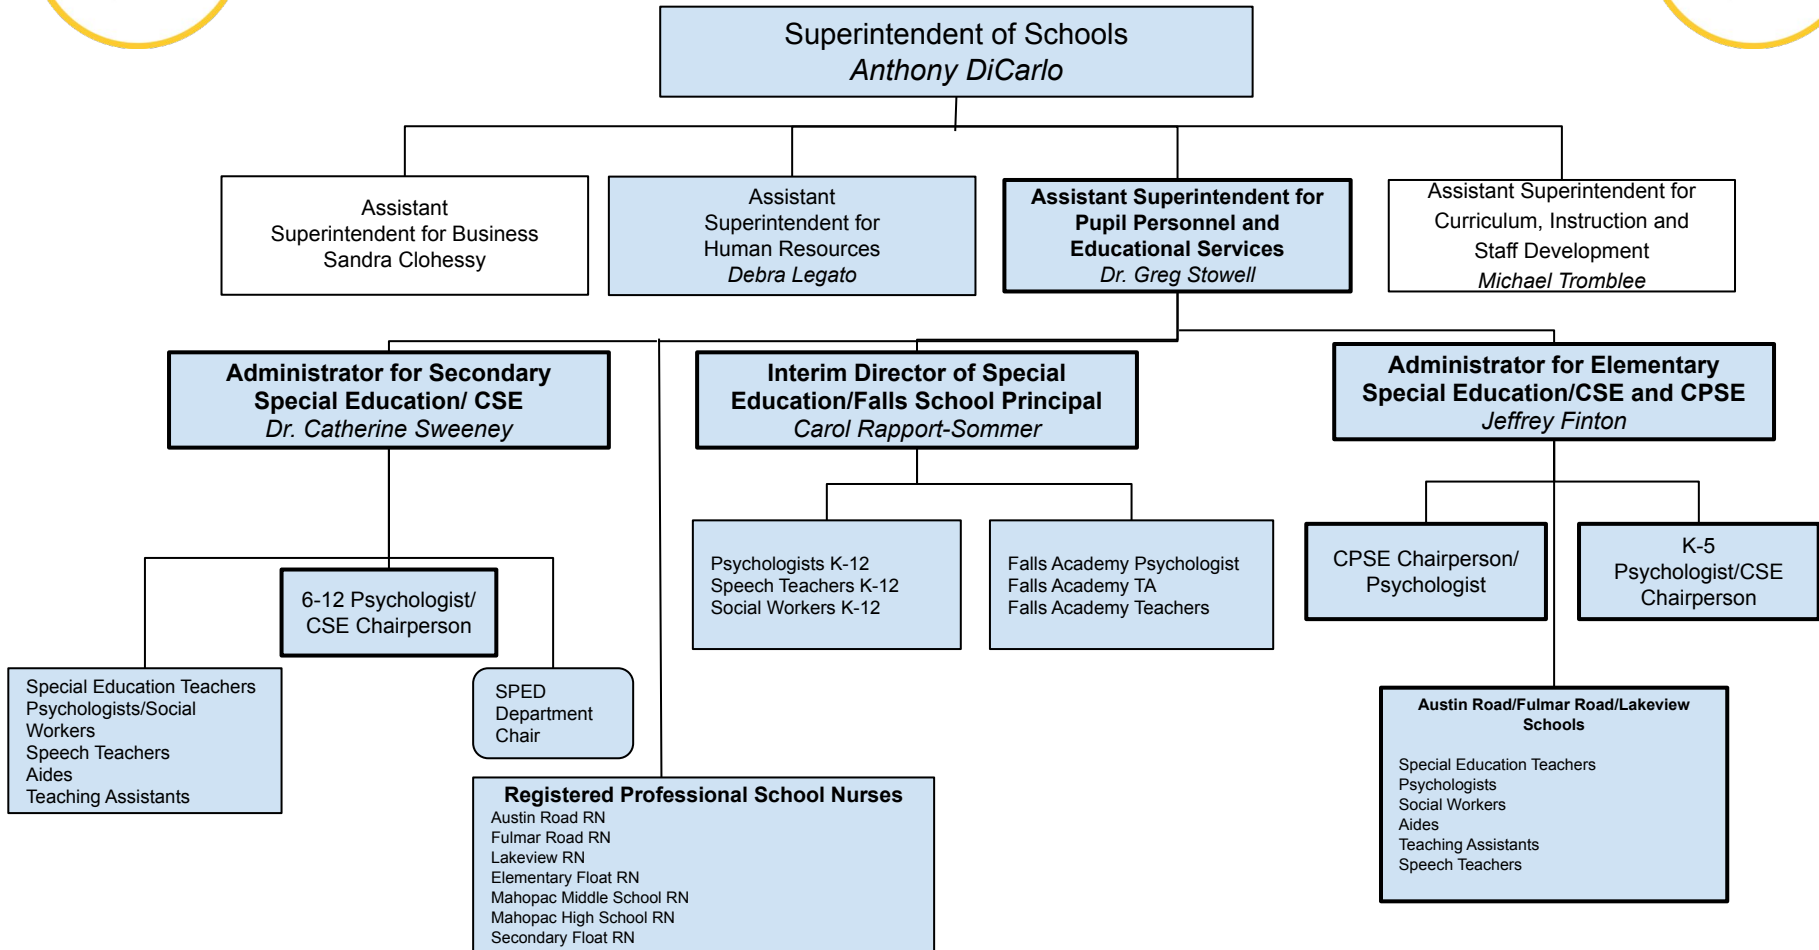 Superintendent of Schools
Anthony DiCarlo
Assistant
Superintendent for Business
Sandra Clohessy
Assistant
Superintendent for
Human Resources
Debra Legato
Assistant Superintendent for
Pupil Personnel and
Educational Services
Dr. Greg Stowell
Assistant Superintendent for
Curriculum, Instruction and
Staff Development
Michael Tromblee
Administrator for Secondary
Special Education/ CSE
Dr. Catherine Sweeney
Interim Director of Special
Education/Falls School Principal
Carol Rapport-Sommer
Administrator for Elementary
Special Education/CSE and CPSE
Jeffrey Finton
6-12 Psychologist/
CSE Chairperson
Psychologists K-12
Speech Teachers K-12
Social Workers K-12
Falls Academy Psychologist
Falls Academy TA
Falls Academy Teachers
CPSE Chairperson/
Psychologist
K-5
Psychologist/CSE
Chairperson
Special Education Teachers
Psychologists/Social
Workers
Speech Teachers
Aides
Teaching Assistants
SPED
Department
Chair
Registered Professional School Nurses
Austin Road RN
Fulmar Road RN
Lakeview RN
Elementary Float RN
Mahopac Middle School RN
Mahopac High School RN
Secondary Float RN
Austin Road/Fulmar Road/Lakeview
Schools
Special Education Teachers
Psychologists
Social Workers
Aides
Teaching Assistants
Speech Teachers